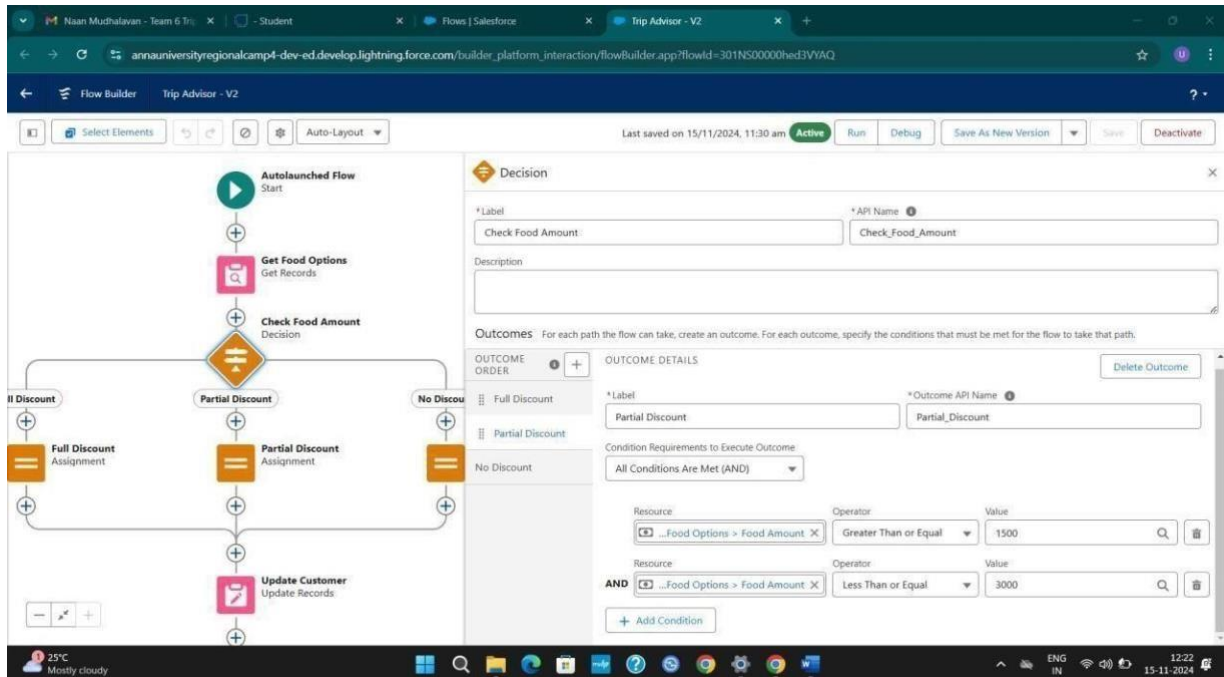 Naan Mudhalavan - Team 6 Tri
- Student
Flows | Salesforce
Trip Advisor - V2
annauniversityregionalcamp4-dev-ed.develop.lightning.force.com/builder_platform_interaction/flowBuilder.app?flowId=301NS00000hed3VYAQ
U
Flow Builder
Trip Advisor - V2
?
Select Elements
Auto-Layout
Last saved on 15/11/2024, 11:30 am
Active
Run
Debug
Save As New Version
Save
Deactivate
Autolaunched Flow
Start
Get Food Options
Get Records
Check Food Amount
Decision
ll Discount
Partial Discount
No Discou
Full Discount
Assignment
Partial Discount
Assignment
Update Customer
Update Records
Decision
*Label
*API Name
Check Food Amount
Check_Food_Amount
Description
Outcomes For each path the flow can take, create an outcome. For each outcome, specify the conditions that must be met for the flow to take that path.
OUTCOME ORDER
Full Discount
Partial Discount
No Discount
OUTCOME DETAILS
Delete Outcome
*Label
*Outcome API Name
Partial Discount
Partial_Discount
Condition Requirements to Execute Outcome
All Conditions Are Met (AND)
Resource Operator Value
...Food Options > Food Amount Greater Than or Equal 1500
Resource Operator Value
AND ...Food Options > Food Amount Less Than or Equal 3000
+ Add Condition
1
25°C
Mostly cloudy
ENG
IN
12:22
15-11-2024